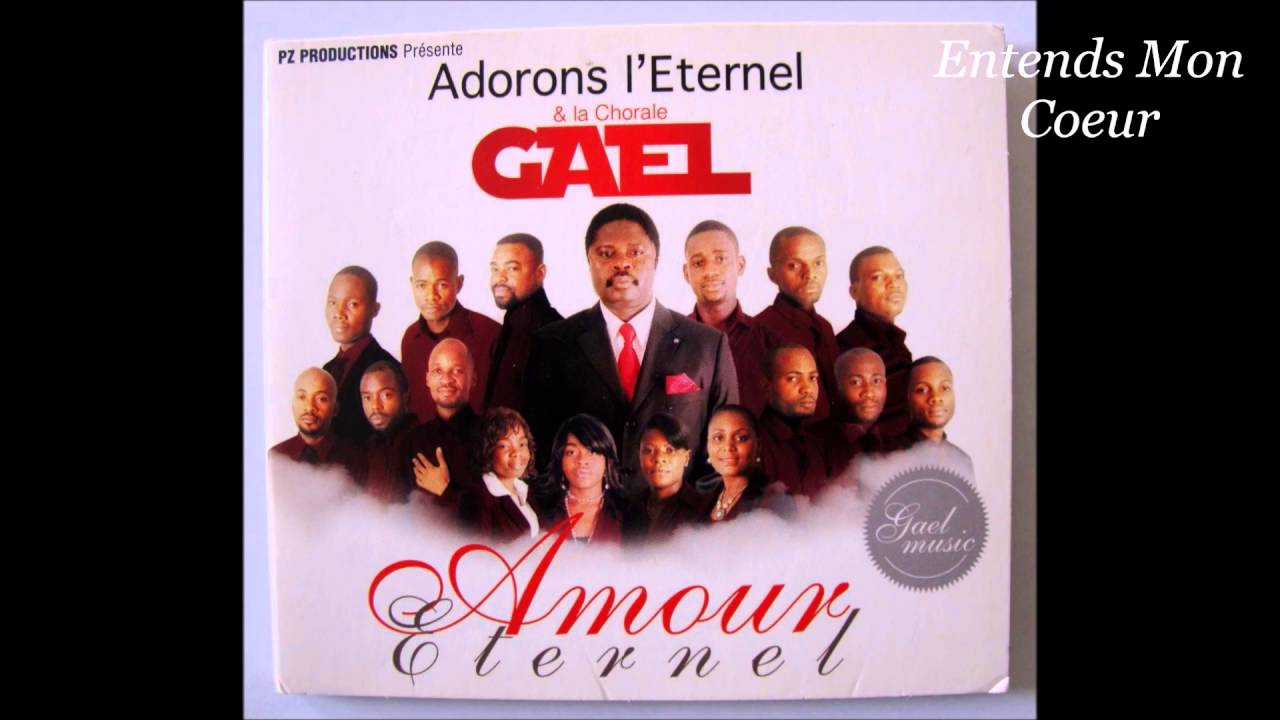 PZ PRODUCTIONS Présente
Adorons l'Eternel
& la Chorale
GAEL
Gael
music
Amour
Eternel
Entends Mon
Coeur